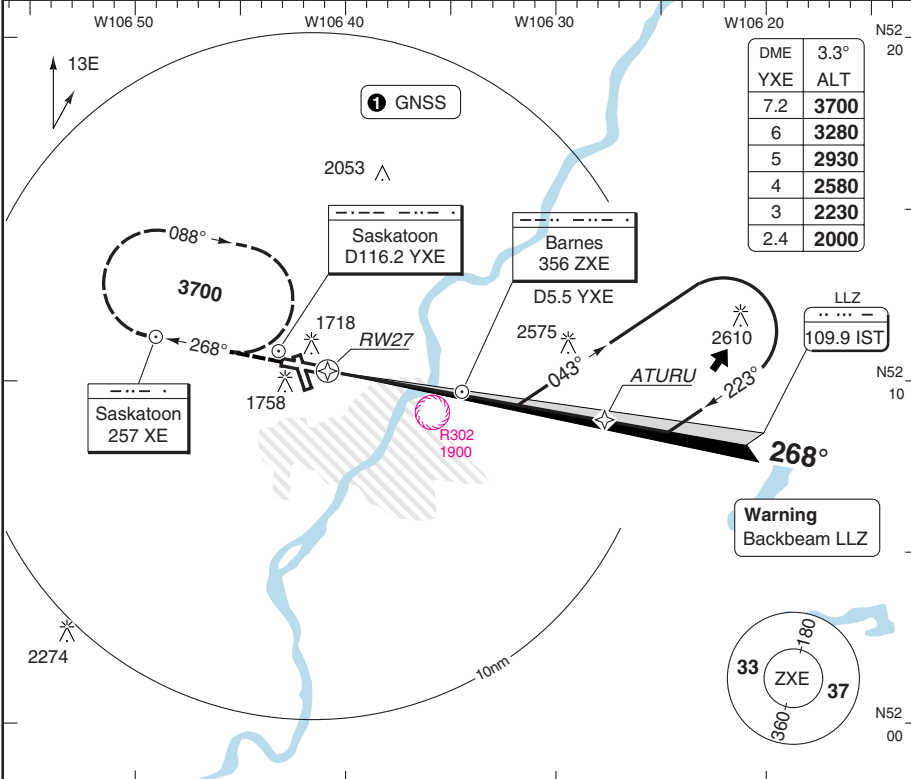 W106 50
W106 40
W106 30
W106 20
N52
20
13E
❶ GNSS
DME 3.3°
YXE ALT
7.2 3700
6 3280
5 2930
4 2580
3 2230
2.4 2000
2053
Saskatoon
D116.2 YXE
Barnes
356 ZXE
D5.5 YXE
088°
3700
268°
1718
RW27
2575
043°
2610
LLZ
109.9 IST
ATURU
223°
1758
Saskatoon
257 XE
N52
10
R302
1900
268°
Warning
Backbeam LLZ
2274
10nm
180
33
ZXE
37
360
N52
00